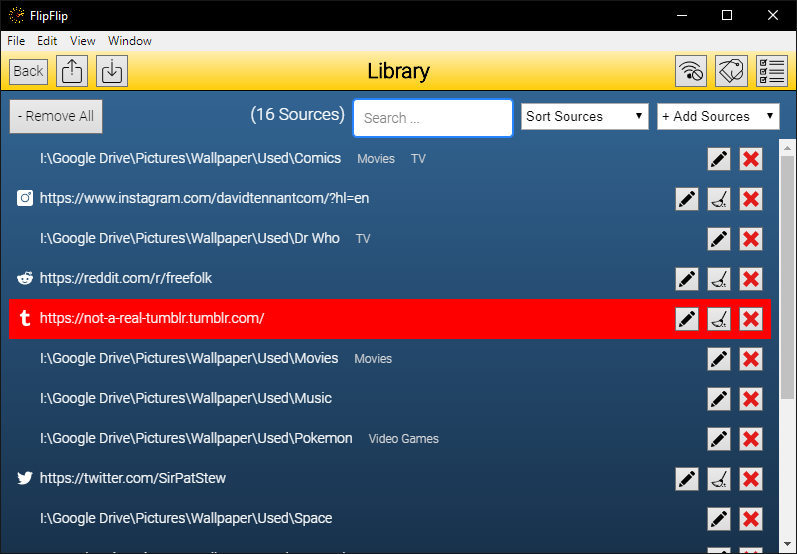 FlipFlip
File Edit View Window
Back
Library
- Remove All
(16 Sources)
Search ...
Sort Sources
+ Add Sources
I:\Google Drive\Pictures\Wallpaper\Used\Comics Movies TV
https://www.instagram.com/davidtennantcom/?hl=en
I:\Google Drive\Pictures\Wallpaper\Used\Dr Who TV
https://reddit.com/r/freefolk
https://not-a-real-tumblr.tumblr.com/
I:\Google Drive\Pictures\Wallpaper\Used\Movies Movies
I:\Google Drive\Pictures\Wallpaper\Used\Music
I:\Google Drive\Pictures\Wallpaper\Used\Pokemon Video Games
https://twitter.com/SirPatStew
I:\Google Drive\Pictures\Wallpaper\Used\Space